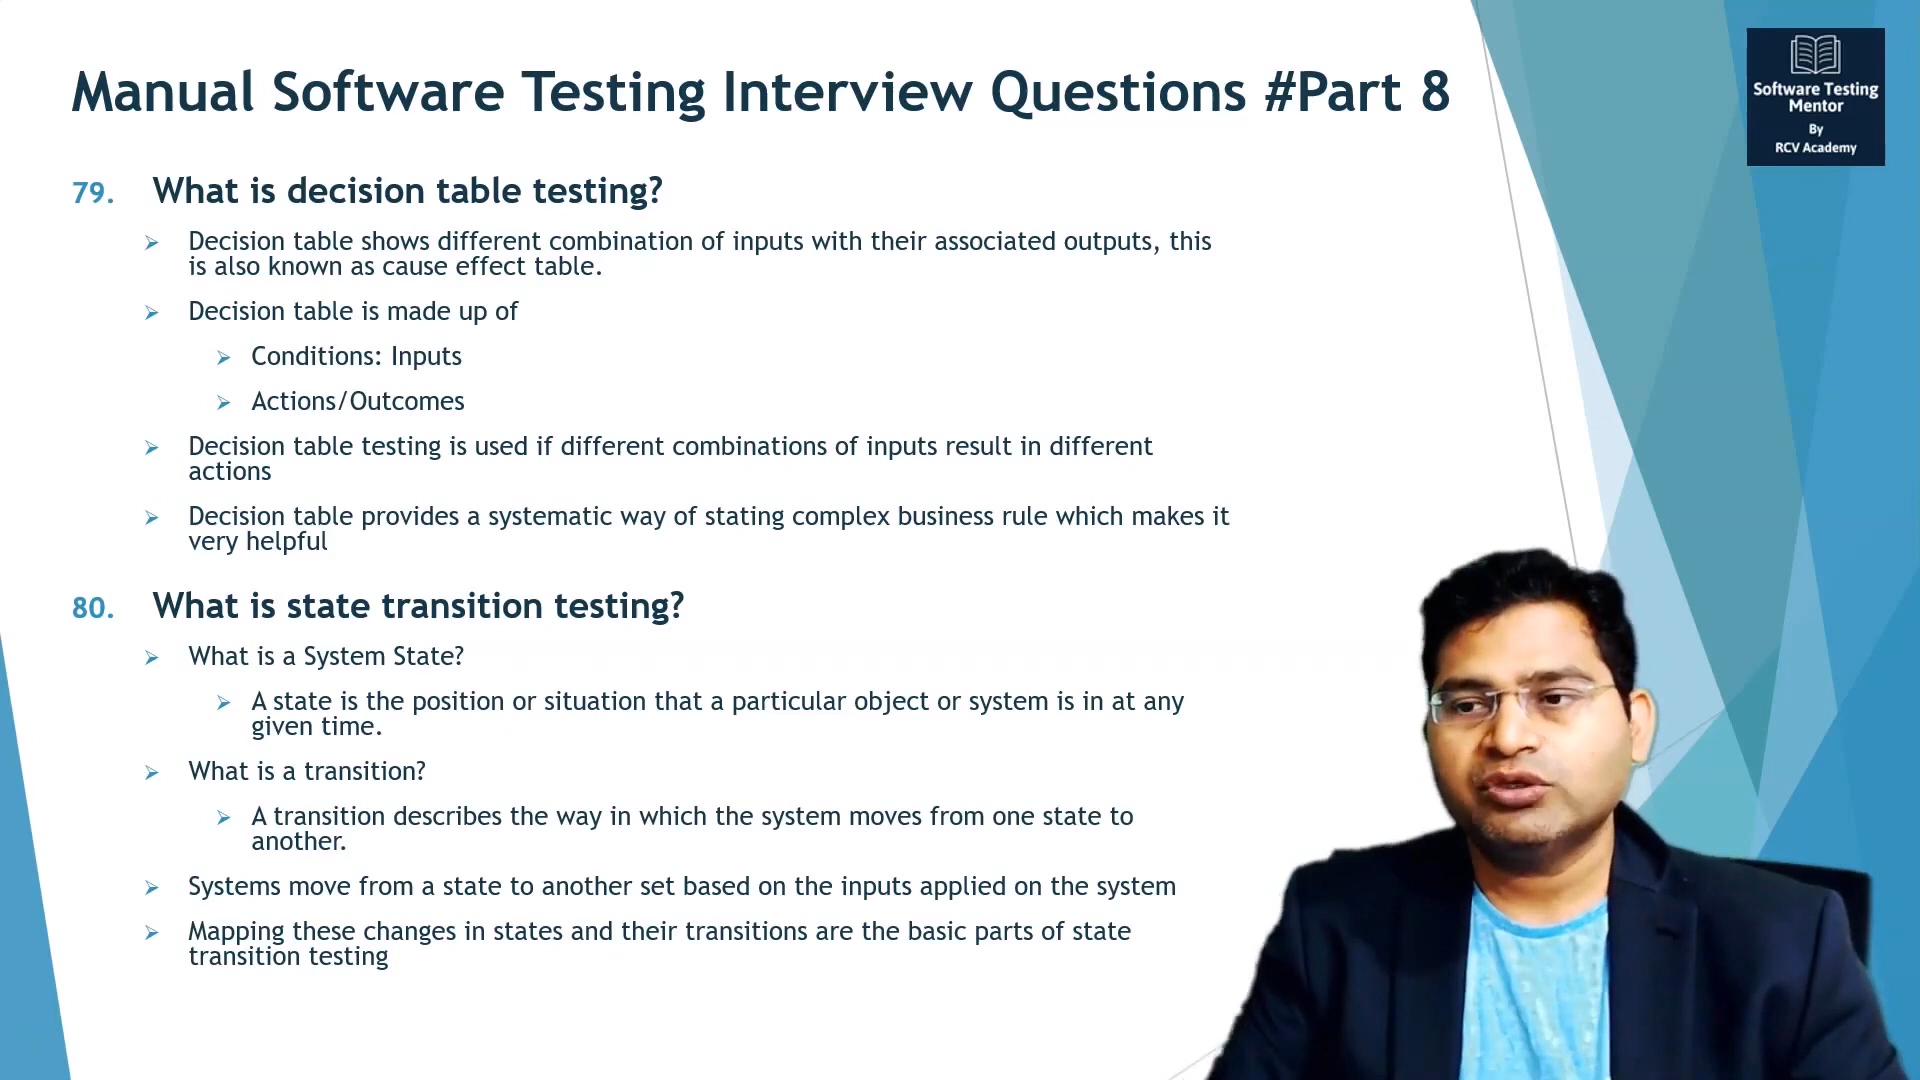 Manual Software Testing Interview Questions #Part 8
Software Testing
Mentor
By
RCV Academy
79. What is decision table testing?
Decision table shows different combination of inputs with their associated outputs, this
is also known as cause effect table.
Decision table is made up of
Conditions: Inputs
Actions/Outcomes
Decision table testing is used if different combinations of inputs result in different
actions
Decision table provides a systematic way of stating complex business rule which makes it
very helpful
80. What is state transition testing?
What is a System State?
A state is the position or situation that a particular object or system is in at any
given time.
What is a transition?
A transition describes the way in which the system moves from one state to
another.
Systems move from a state to another set based on the inputs applied on the system
Mapping these changes in states and their transitions are the basic parts of state
transition testing